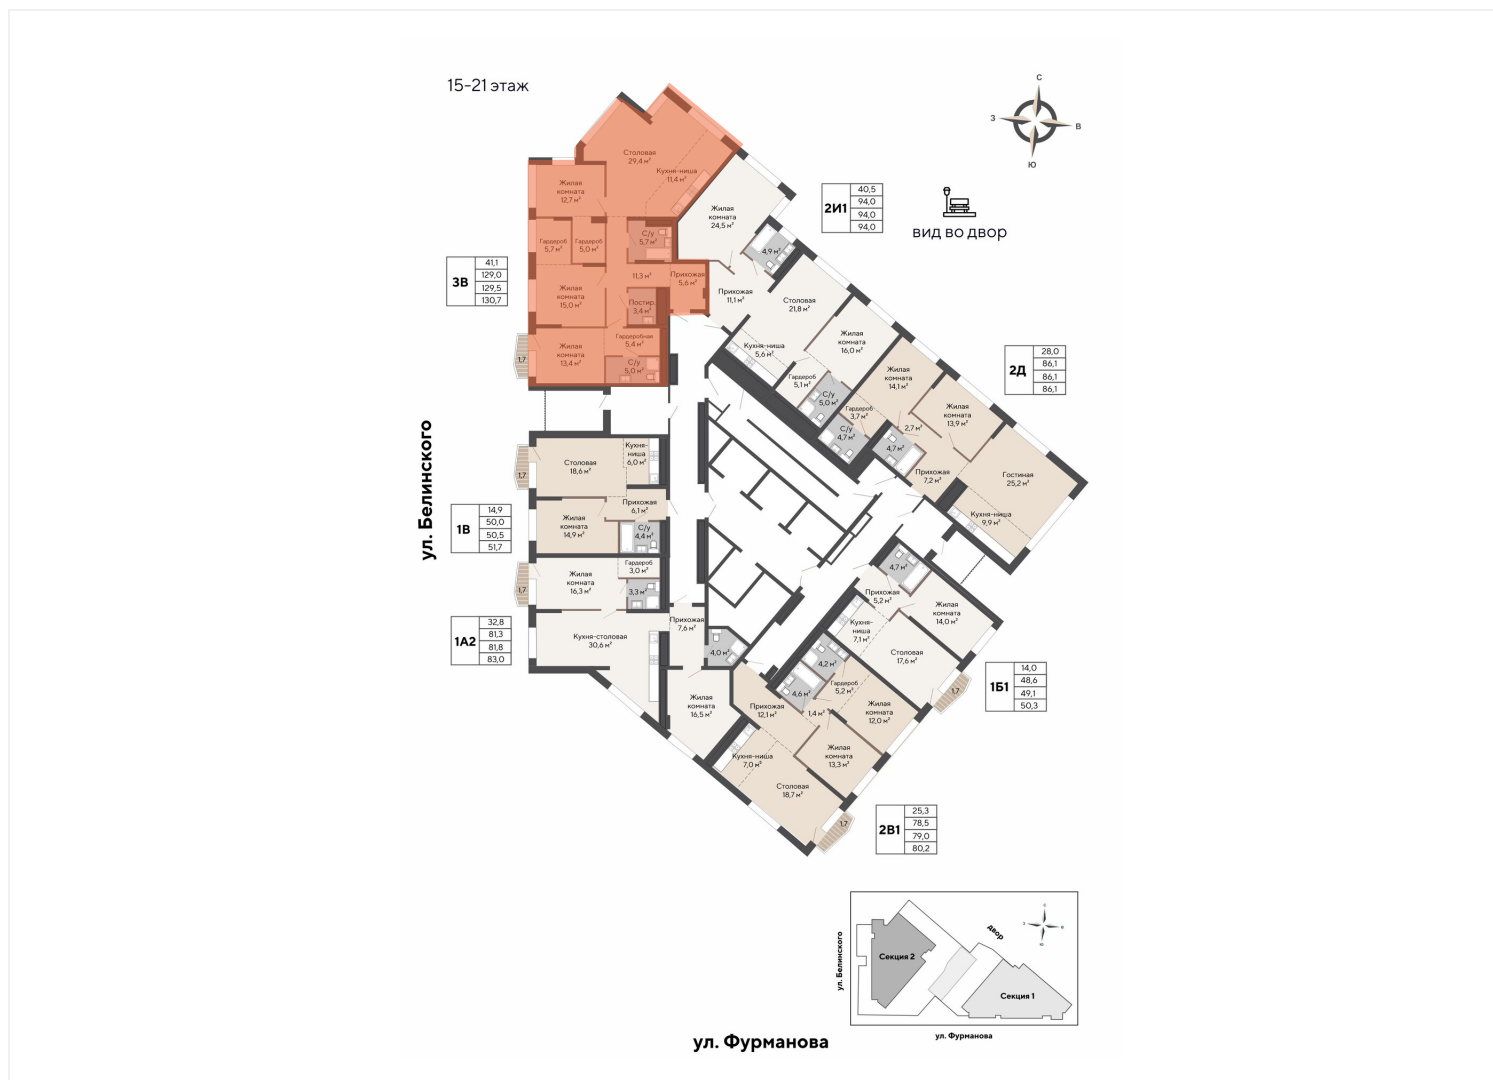 15-21 этаж
С
З
В
Ю
Столовая
29,4 м²
Кухня-ниша
11,4 м²
Жилая
комната
12,7 м²
Гардероб
5,7 м²
Гардероб
5,0 м²
С/у
5,7 м²
11,3 м²
Прихожая
5,6 м²
Жилая
комната
15,0 м²
Постир.
3,4 м²
Жилая
комната
13,4 м²
Гардеробная
5,4 м²
С/у
5,0 м²
1,7
3В
41,1
129,0
129,5
130,7
Жилая
комната
24,5 м²
4,9 м²
Прихожая
11,1 м²
Столовая
21,8 м²
Кухня-ниша
5,6 м²
Жилая
комната
16,0 м²
Гардероб
5,1 м²
С/у
5,0 м²
2И1
40,5
94,0
94,0
94,0
вид во двор
Жилая
комната
14,1 м²
Гардероб
3,7 м²
С/у
4,7 м²
2,7 м²
4,7 м²
Жилая
комната
13,9 м²
Прихожая
7,2 м²
Гостиная
25,2 м²
Кухня-ниша
9,9 м²
2Д
28,0
86,1
86,1
86,1
ул. Белинского
Столовая
18,6 м²
Кухня-
ниша
6,0 м²
1,7
Прихожая
6,1 м²
Жилая
комната
14,9 м²
С/у
4,4 м²
1В
14,9
50,0
50,5
51,7
Жилая
комната
16,3 м²
Гардероб
3,0 м²
3,3 м²
1,7
Кухня-столовая
30,6 м²
Прихожая
7,6 м²
4,0 м²
Жилая
комната
16,5 м²
1А2
32,8
81,3
81,8
83,0
4,7 м²
Прихожая
5,2 м²
Жилая
комната
14,0 м²
Кухня-
ниша
7,1 м²
Столовая
17,6 м²
1,7
1Б1
14,0
48,6
49,1
50,3
4,2 м²
4,6 м²
Гардероб
5,2 м²
Прихожая
12,1 м²
1,4 м²
Жилая
комната
12,0 м²
Жилая
комната
13,3 м²
Кухня-ниша
7,0 м²
Столовая
18,7 м²
1,7
2В1
25,3
78,5
79,0
80,2
ул. Белинского
Секция 2
двор
С
З
В
Ю
Секция 1
ул. Фурманова
ул. Фурманова